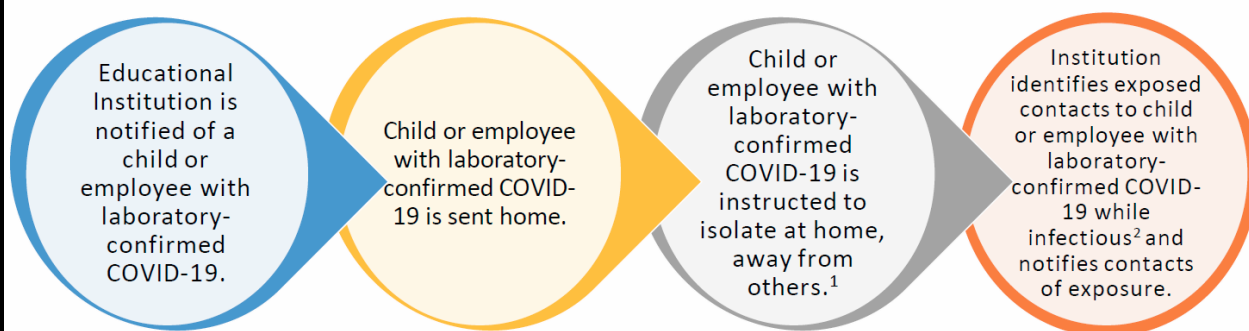 Educational
Institution is
notified of a
child or
employee with
laboratory-
confirmed
COVID-19.
Child or employee
with laboratory-
confirmed COVID-
19 is sent home.
Child or
employee with
laboratory-
confirmed
COVID-19 is
instructed to
isolate at home,
away from
others.¹
Institution
identifies exposed
contacts to child
or employee with
laboratory-
confirmed COVID-
19 while
infectious² and
notifies contacts
of exposure.